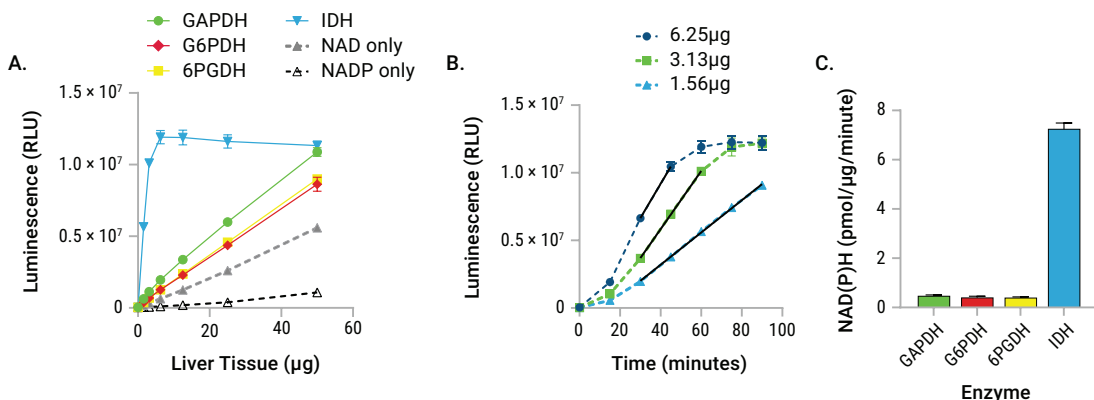 A.
GAPDH
G6PDH
6PGDH
IDH
NAD only
NADP only
Luminescence (RLU)
1.5 × 10⁷
1.0 × 10⁷
0.5 × 10⁷
0
0 20 40 60
Liver Tissue (µg)
B.
6.25µg
3.13µg
1.56µg
Luminescence (RLU)
1.5 × 10⁷
1.0 × 10⁷
0.5 × 10⁷
0
0 20 40 60 80 100
Time (minutes)
C.
NAD(P)H (pmol/µg/minute)
8
6
4
2
0
GAPDH
G6PDH
6PGDH
IDH
Enzyme